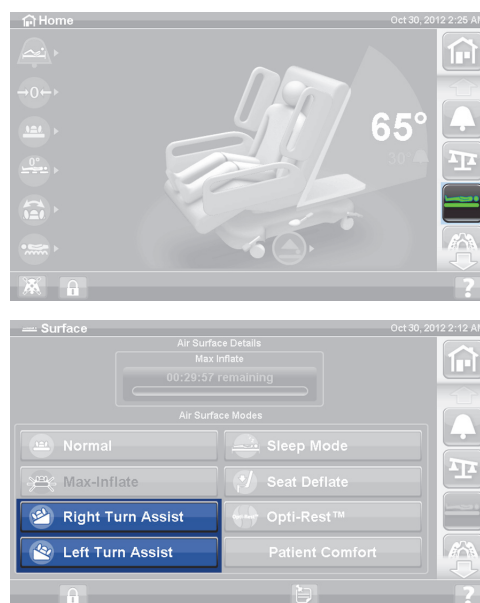 Home
Oct 30, 2012 2:25 AM
→0←
65°
30
0°
?
Surface
Oct 30, 2012 2:12 AM
Air Surface Details
Max Inflate
00:29:57 remaining
Air Surface Modes
Normal
Sleep Mode
Max-Inflate
Seat Deflate
Right Turn Assist
Opti-Rest™
Left Turn Assist
Patient Comfort
?